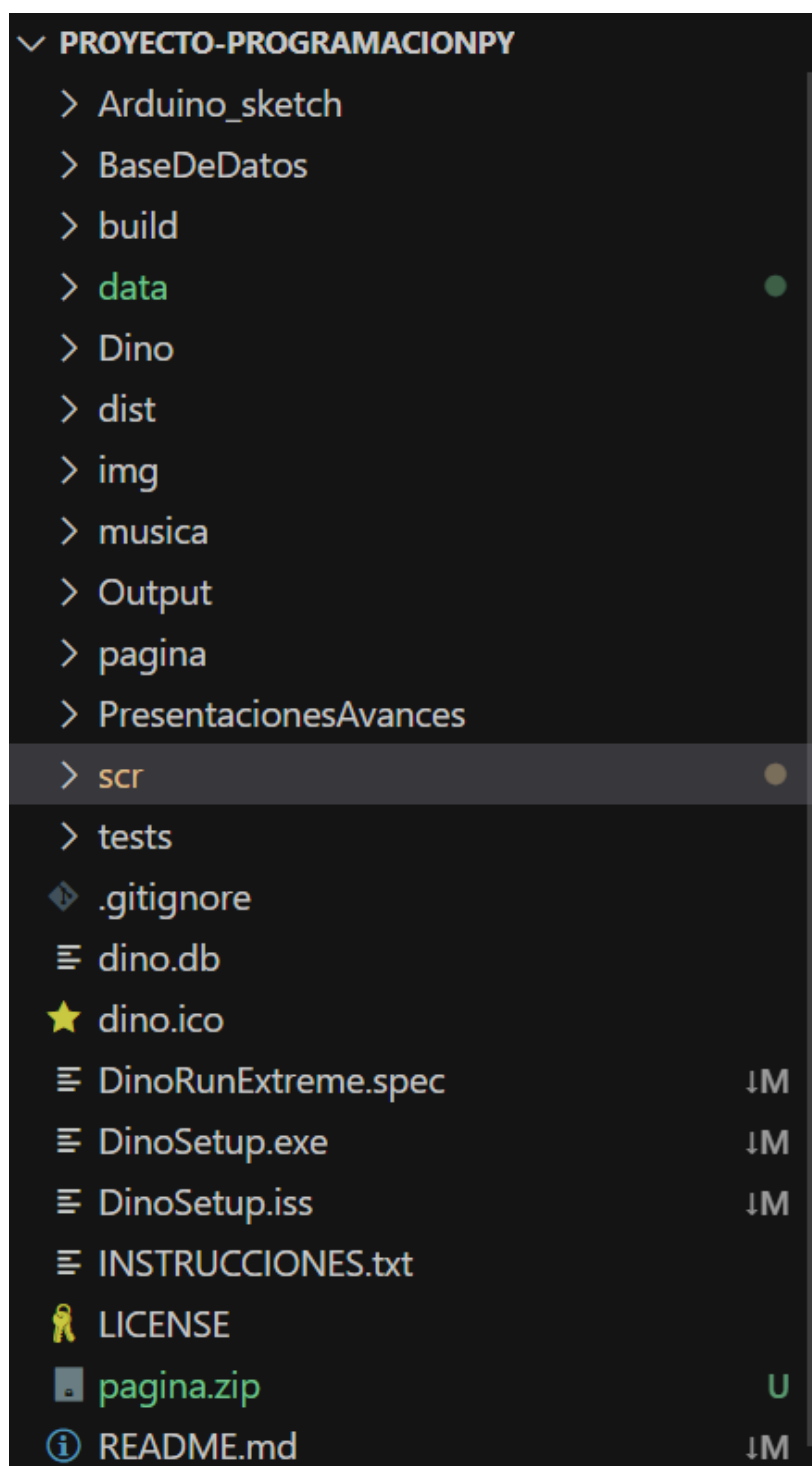 PROYECTO-PROGRAMACIONPY
Arduino_sketch
BaseDeDatos
build
data
Dino
dist
img
musica
Output
pagina
PresentacionesAvances
scr
tests
.gitignore
dino.db
dino.ico
DinoRunExtreme.spec ↓M
DinoSetup.exe ↓M
DinoSetup.iss ↓M
INSTRUCCIONES.txt
LICENSE
pagina.zip U
README.md ↓M